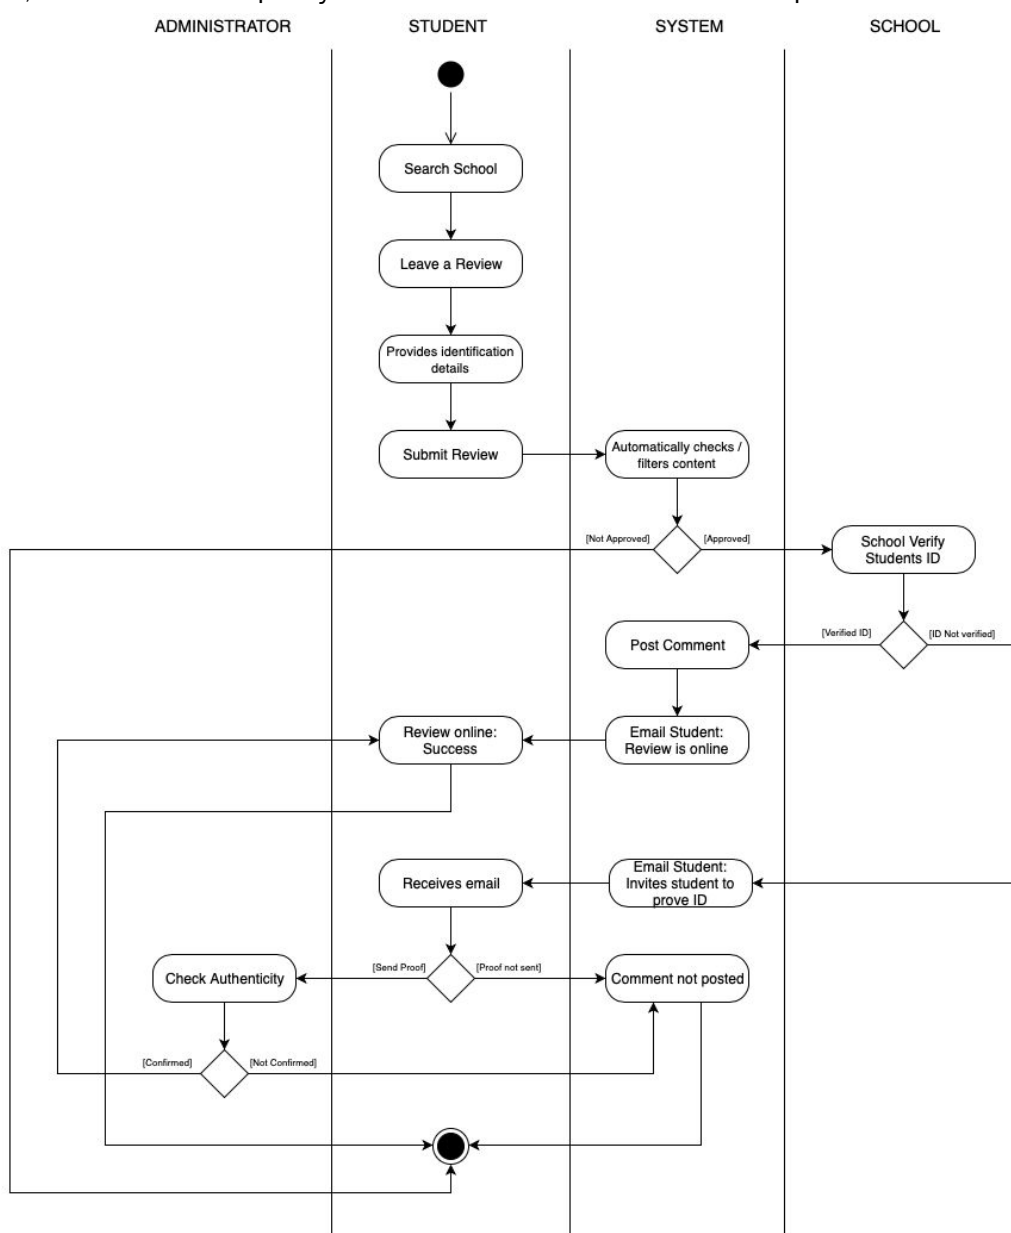 ADMINISTRATOR
STUDENT
SYSTEM
SCHOOL
Search School
Leave a Review
Provides identification
details
Submit Review
Automatically checks /
filters content
[Not Approved]
[Approved]
School Verify
Students ID
[Verified ID]
[ID Not verified]
Post Comment
Review online:
Success
Email Student:
Review is online
Receives email
Email Student:
Invites student to
prove ID
Check Authenticity
[Send Proof]
[Proof not sent]
Comment not posted
[Confirmed]
[Not Confirmed]